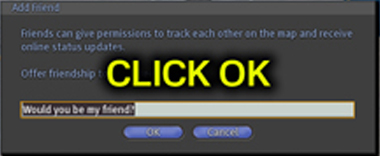 Add Friend
Friends can give permissions to track each other on the map and receive
online status updates.
Offer friendship
CLICK OK
Would you be my friend?
OK Cancel